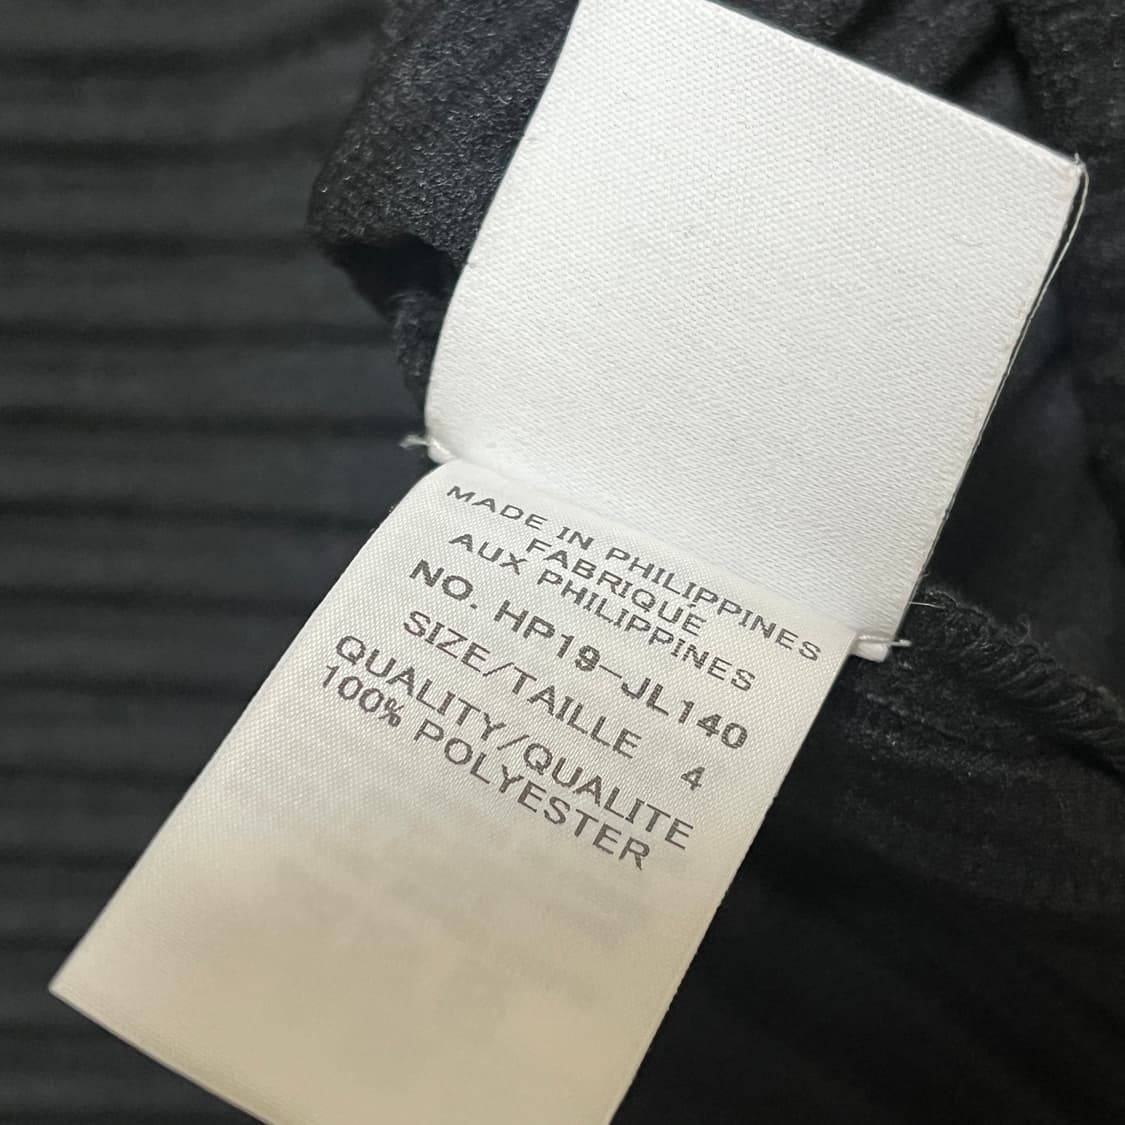 MADE IN PHILIPPINES
FABRIQUE
AUX PHILIPPINES
NO. HP19-JL140
SIZE/TAILLE 4
QUALITY/QUALITE
100% POLYESTER